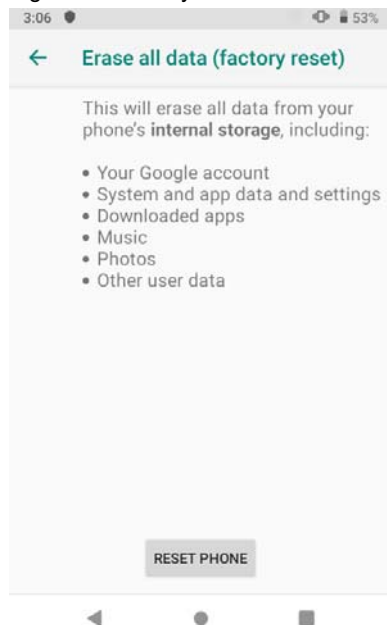 3:06
53%
Erase all data (factory reset)
This will erase all data from your
phone's internal storage, including:
• Your Google account
• System and app data and settings
• Downloaded apps
• Music
• Photos
• Other user data
RESET PHONE